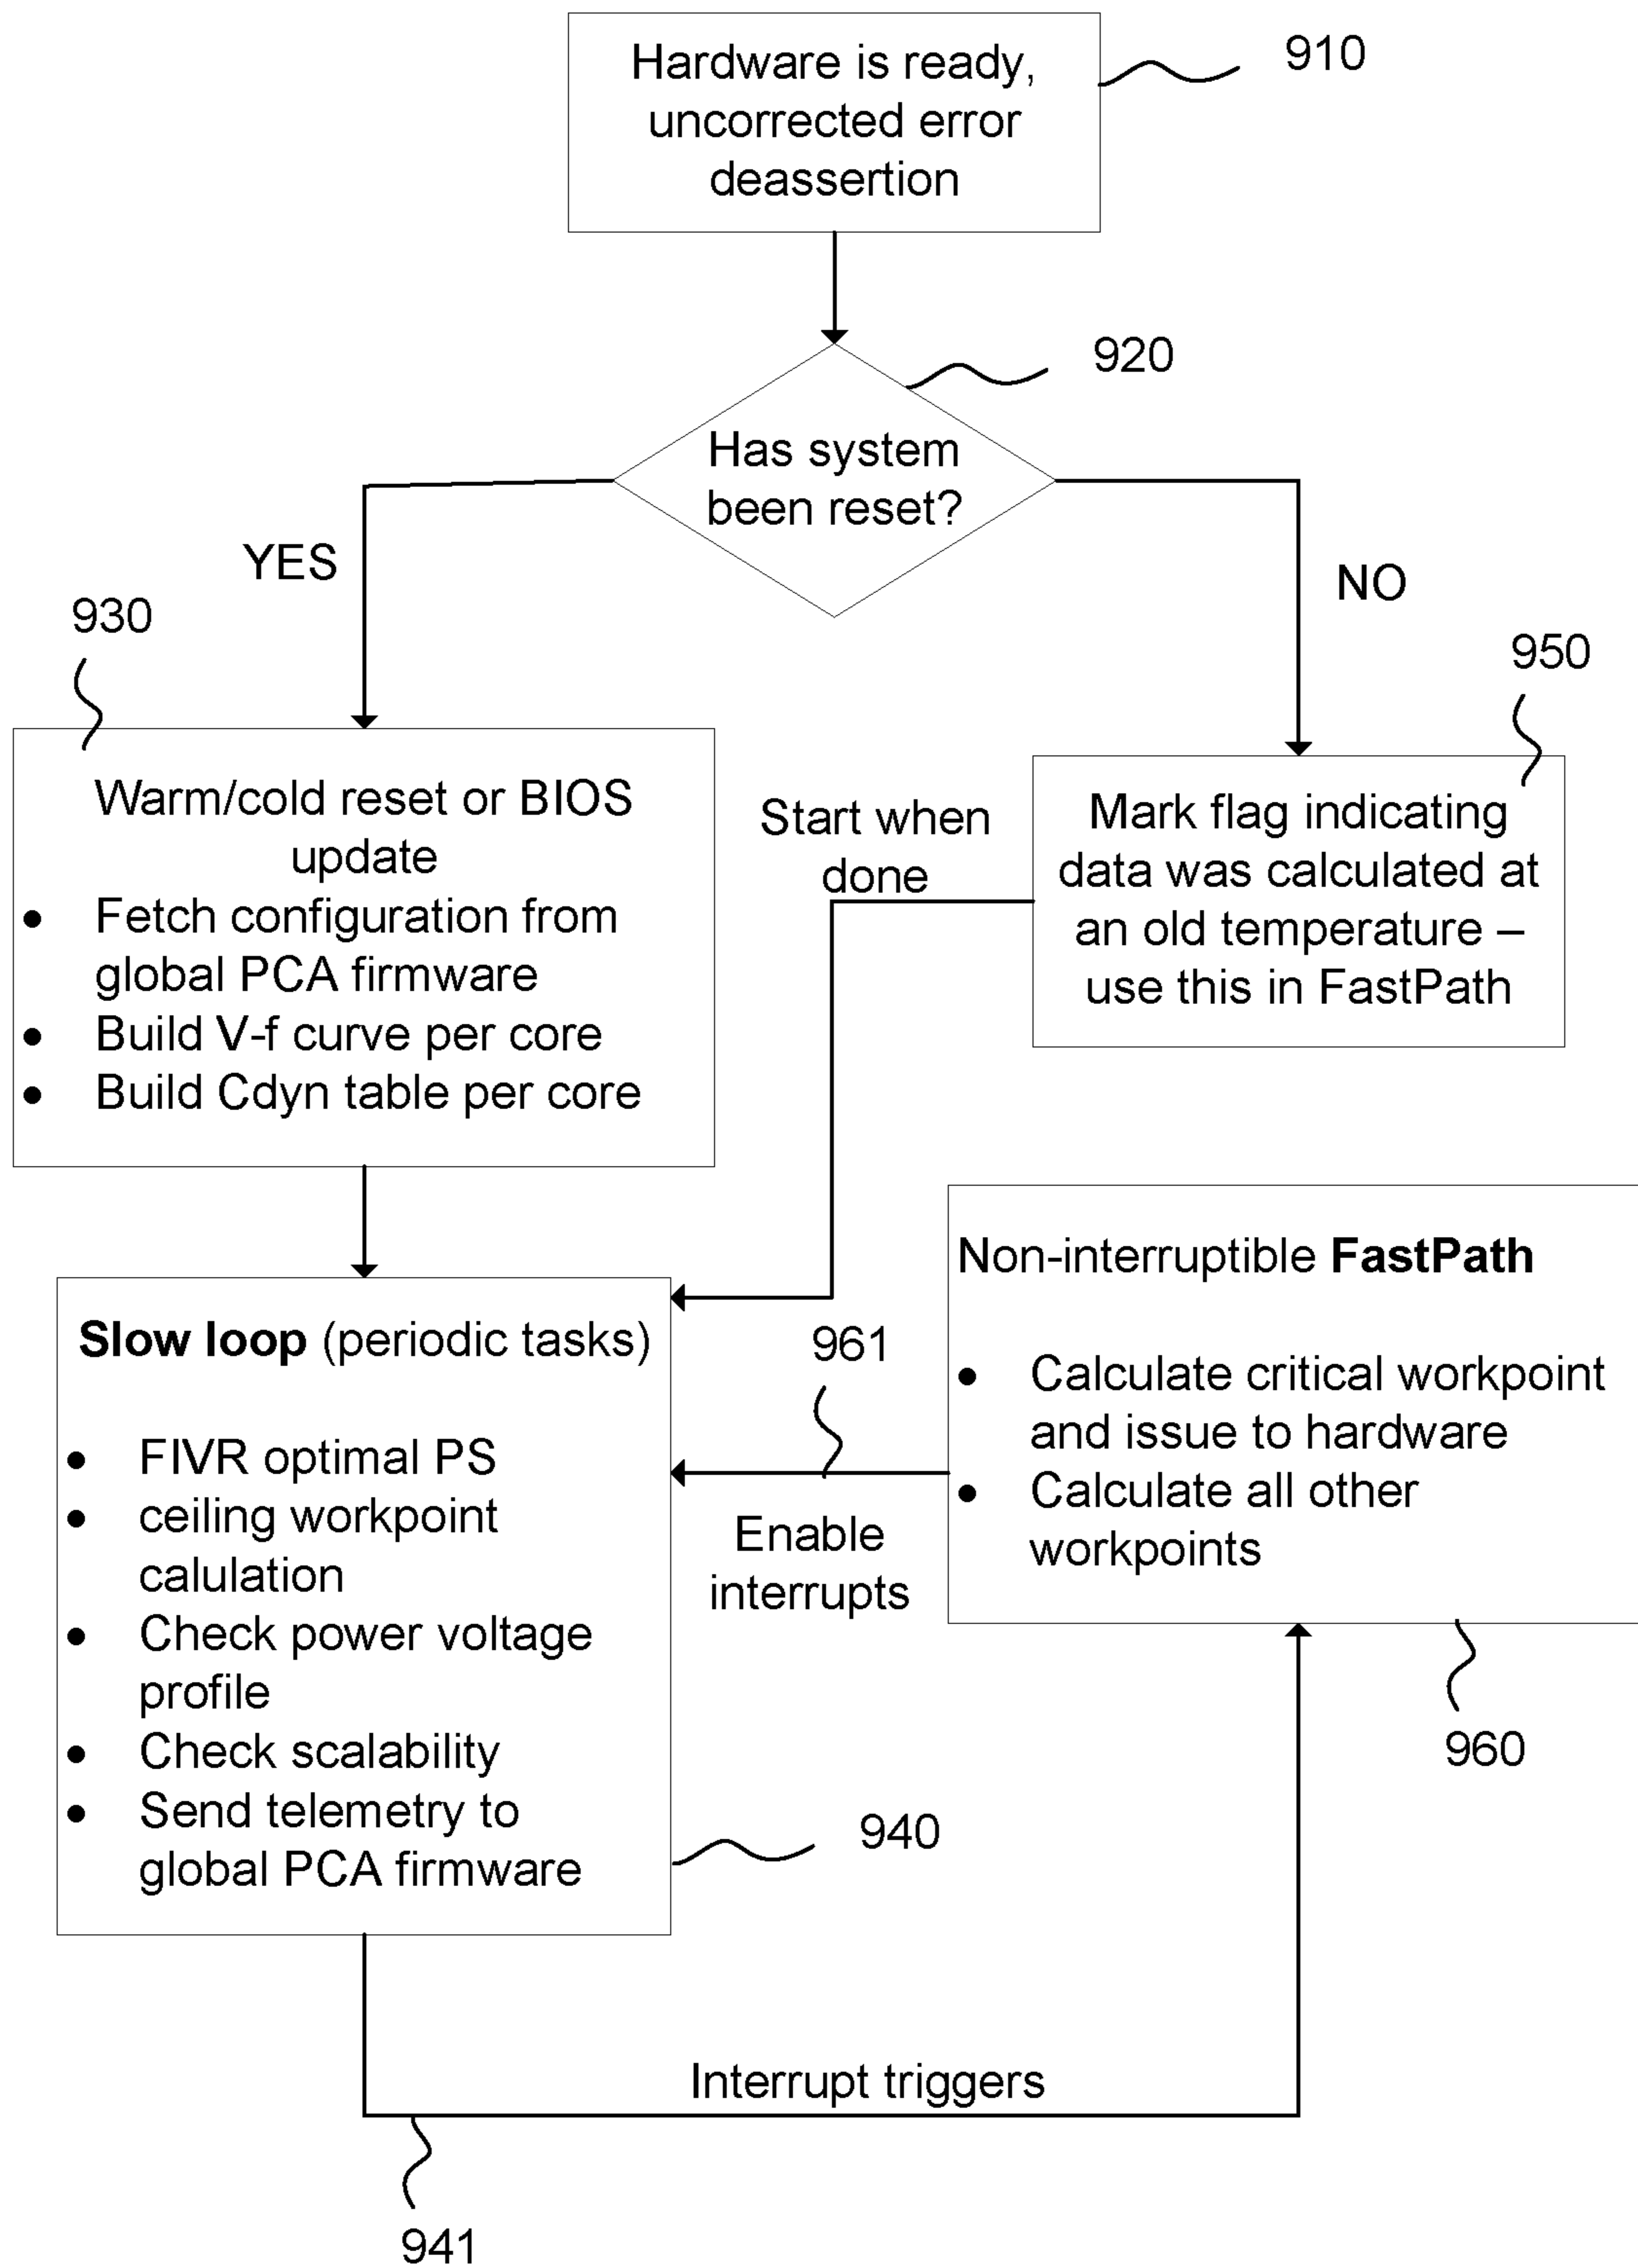 Hardware is ready,
uncorrected error
deassertion
910
920
Has system
been reset?
YES
NO
930
950
Warm/cold reset or BIOS
update
• Fetch configuration from
global PCA firmware
• Build V-f curve per core
• Build Cdyn table per core
Start when
done
Mark flag indicating
data was calculated at
an old temperature –
use this in FastPath
Slow loop (periodic tasks)
• FIVR optimal PS
• ceiling workpoint
calulation
• Check power voltage
profile
• Check scalability
• Send telemetry to
global PCA firmware
940
961
Enable
interrupts
Non-interruptible FastPath
• Calculate critical workpoint
and issue to hardware
• Calculate all other
workpoints
960
Interrupt triggers
941